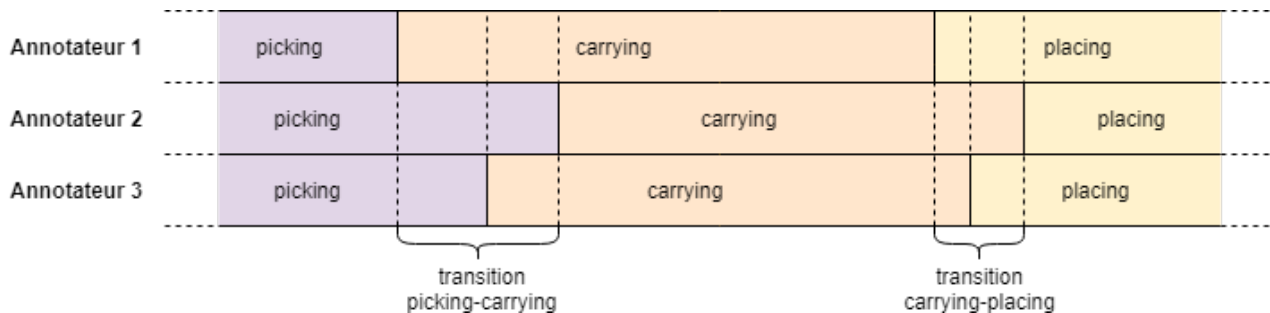 Annotateur 1 picking carrying placing
Annotateur 2 picking carrying placing
Annotateur 3 picking carrying placing
transition transition
picking-carrying carrying-placing